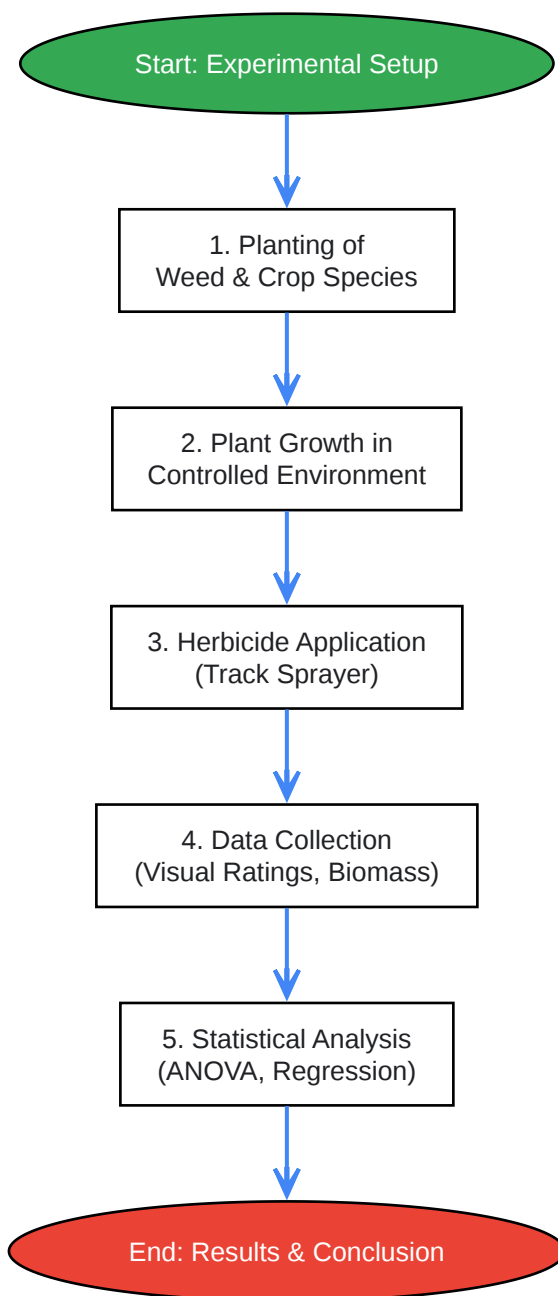 Start: Experimental Setup
1. Planting of
Weed & Crop Species
2. Plant Growth in
Controlled Environment
3. Herbicide Application
(Track Sprayer)
4. Data Collection
(Visual Ratings, Biomass)
5. Statistical Analysis
(ANOVA, Regression)
End: Results & Conclusion